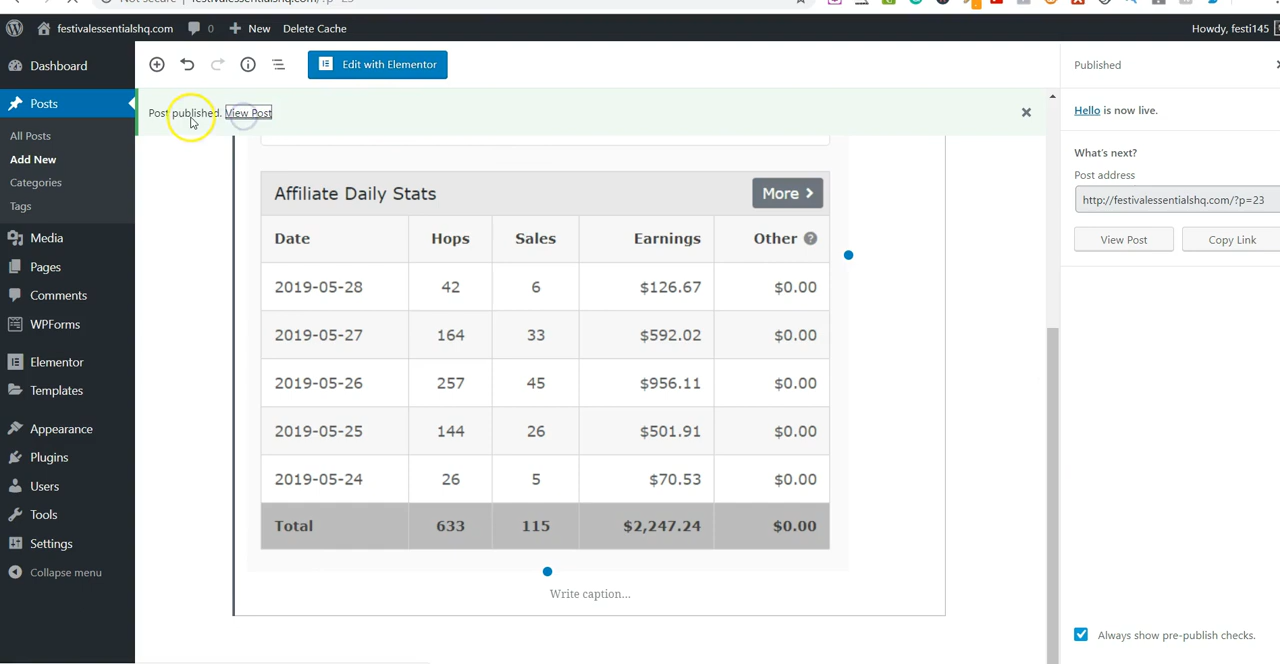 Not secure festivalessentialshq.com/?p=23
festivalessentialshq.com 0 New Delete Cache Howdy, festi145
Dashboard
Posts
All Posts
Add New
Categories
Tags
Media
Pages
Comments
WPForms
Elementor
Templates
Appearance
Plugins
Users
Tools
Settings
Collapse menu
Edit with Elementor
Post published. View Post
Affiliate Daily Stats More
Date Hops Sales Earnings Other ?
2019-05-28 42 6 $126.67 $0.00
2019-05-27 164 33 $592.02 $0.00
2019-05-26 257 45 $956.11 $0.00
2019-05-25 144 26 $501.91 $0.00
2019-05-24 26 5 $70.53 $0.00
Total 633 115 $2,247.24 $0.00
Write caption...
Published
Hello is now live.
What's next?
Post address
http://festivalessentialshq.com/?p=23
View Post Copy Link
Always show pre-publish checks.